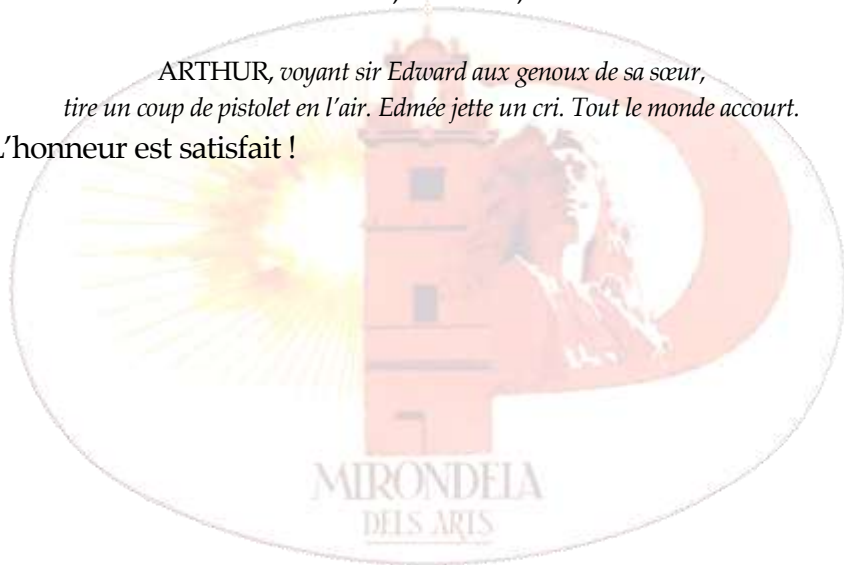 ARTHUR, voyant sir Edward aux genoux de sa sœur,
tire un coup de pistolet en l’air. Edmée jette un cri. Tout le monde accourt.
L’honneur est satisfait !
MIRONDELA
DELS ARTS